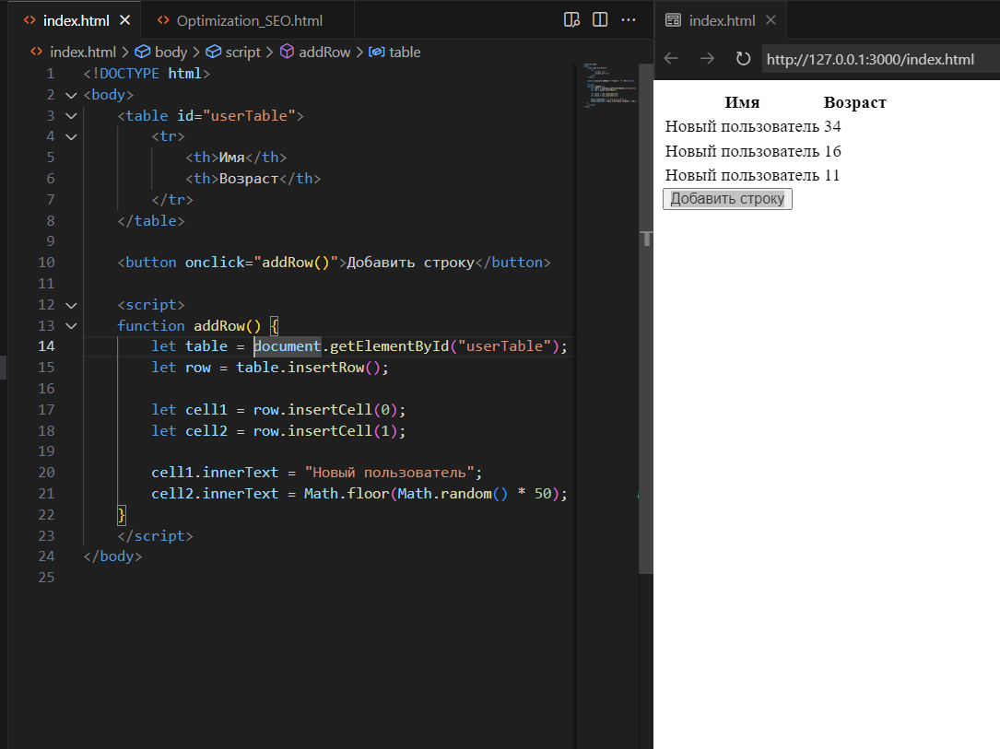 index.html
Optimization_SEO.html
index.html > body > script > addRow > table
1 <!DOCTYPE html>
2 <body>
3 <table id="userTable">
4 <tr>
5 <th>Имя</th>
6 <th>Возраст</th>
7 </tr>
8 </table>
9
10 <button onclick="addRow()">Добавить строку</button>
11
12 <script>
13 function addRow() {
14 let table = document.getElementById("userTable");
15 let row = table.insertRow();
16
17 let cell1 = row.insertCell(0);
18 let cell2 = row.insertCell(1);
19
20 cell1.innerText = "Новый пользователь";
21 cell2.innerText = Math.floor(Math.random() * 50);
22 }
23 </script>
24 </body>
25
index.html
http://127.0.0.1:3000/index.html
Имя Возраст
Новый пользователь 34
Новый пользователь 16
Новый пользователь 11
Добавить строку